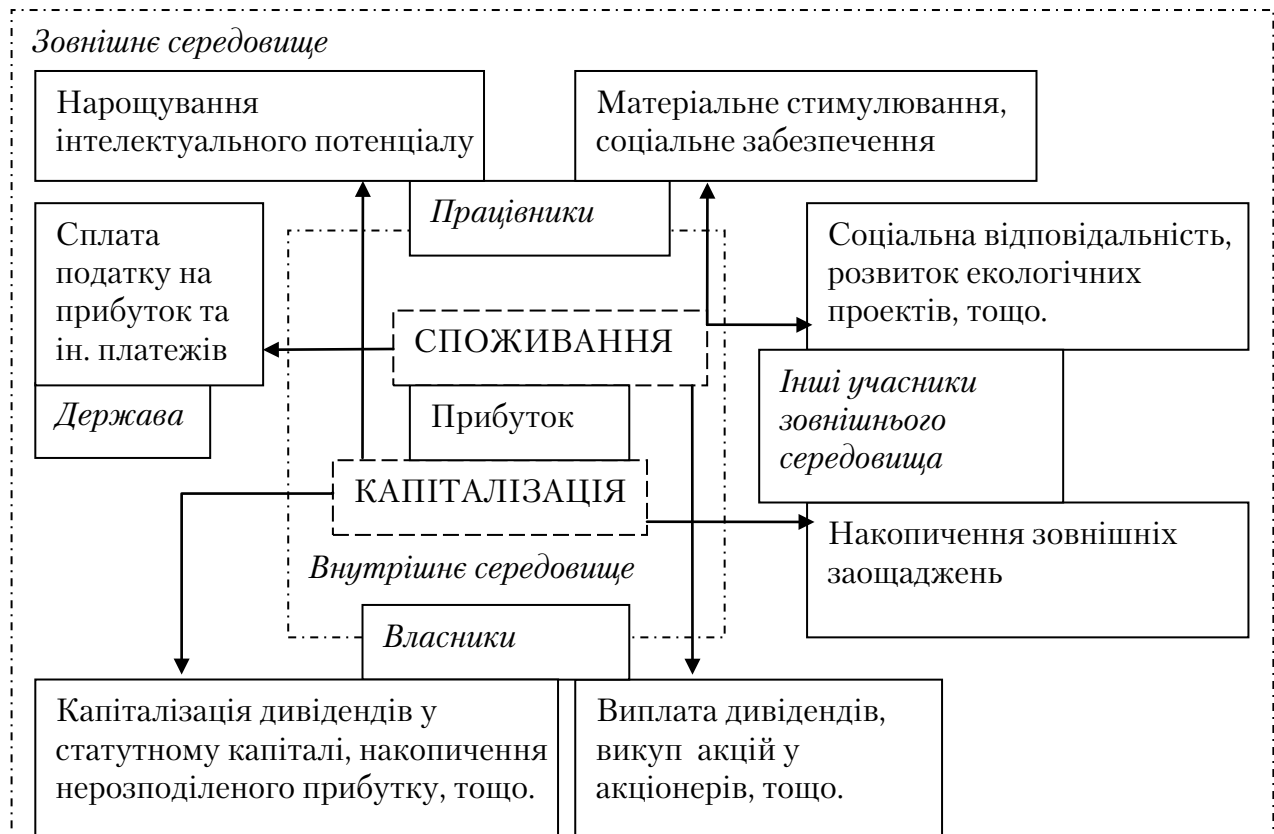 Зовнішнє середовище
Нарощування
інтелектуального потенціалу
Матеріальне стимулювання,
соціальне забезпечення
Працівники
Сплата
податку на
прибуток та
ін. платежів
Держава
Соціальна відповідальність,
розвиток екологічних
проектів, тощо.
СПОЖИВАННЯ
Інші учасники
зовнішнього
середовища
Прибуток
КАПІТАЛІЗАЦІЯ
Накопичення зовнішніх
заощаджень
Внутрішнє середовище
Власники
Капіталізація дивідендів у
статутному капіталі, накопичення
нерозподіленого прибутку, тощо.
Виплата дивідендів,
викуп акцій у
акціонерів, тощо.